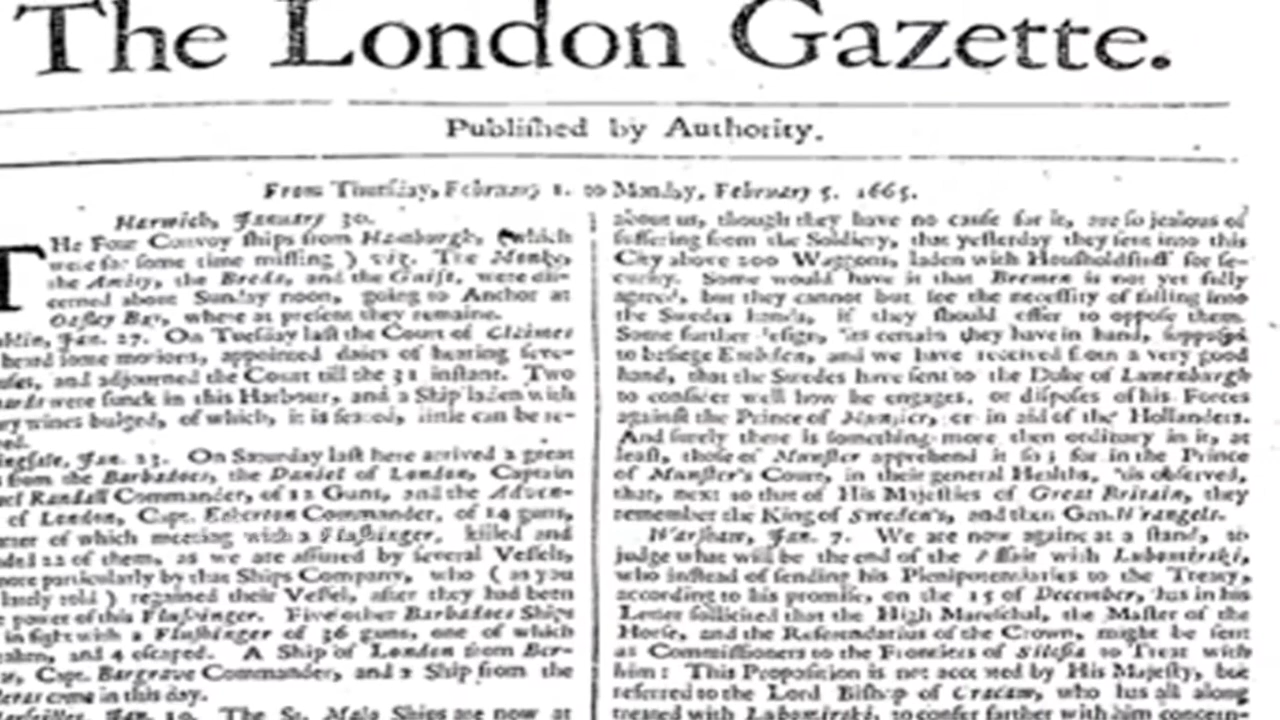 The London Gazette.
Publiſhed by Authority.
From Thurſday, February 1. to Monday, February 5. 1665.
Harwich, January 30.
THe Four Convoy ſhips from Hamburgh, (which
were for ſome time miſſing) viz. The
the Amity, the Breda, and the Guift, were diſ-
cerned about Sunday noon, going to Anchor at
Ouſley Bay, where at preſent they remaine.
Jan. 27. On Tueſday laſt the Court of Claimes
heard ſome motions, appointed daies of hearing ſeve-
and adjourned the Court till the 31 inſtant. Two
were ſunck in this Harbour, and a Ship laden with
wines bulged, of which, it is feared, little can be re-
Jan. 23. On Saturday laſt here arrived a great
from the Barbadoes, the Daniel of London, Captain
Randall Commander, of 12 Guns, and the Adven-
of London, Capt. Commander, of 14 guns,
of which meeting with a Fluſhinger, killed and
22 of them, as we are aſſured by ſeveral Veſſels,
more particularly by that Ships Company, who (as you
lately told) regained their Veſſel, after they had been
power of this Fluſhinger. Five other Barbadoes Ships
in fight with a Fluſhinger of 36 guns, one of which
taken, and 4 eſcaped. A Ship of London from Ber-
Capt. Bargrave Commander, and 2 Ship from the
come in this day.
Jan. 19. The St. Malo Ships are now at
about us, though they have no cauſe for it, are ſo jealous of
ſuffering from the Soldiery, that yeſterday they ſent into this
City above 200 Waggons, laden with Houſholdſtuff for ſe-
curity. Some would have it that Bremen is not yet fully
agreed, but they cannot but ſee the neceſſity of falling into
the Swedes hands, if they ſhould offer to oppoſe them.
Some further deſign, 'tis certain they have in hand, ſuppoſed
to beſiege Embden, and we have received from a very good
hand, that the Swedes have ſent to the Duke of Lunenburgh
to conſider well how he engages, or diſpoſes of his Forces
againſt the Prince of Munſter, or in aid of the Hollanders.
And ſurely there is ſomething more then ordinary in it, at
leaſt, thoſe of Munſter apprehend it ſo; for in the Prince
of Munſter's Court, in their general Healths, 'tis obſerved,
that, next to that of His Majeſties of Great Britain, they
remember the King of Sweden's, and then Gen. Wrangels.
Warſhaw, Jan. 7. We are now againe at a ſtand, to
judge what will be the end of the Affair with Lubomirski,
who inſtead of ſending his Plenipotentiaries to the Treaty,
according to his promiſe, on the 15 of December, has in his
Letter ſollicited that the High Mareſchal, the Maſter of the
Horſe, and the Referendarius of the Crown, might be ſent
as Commiſſioners to the Frontiers of Sileſia to Treat with
him: This Propoſition is not accepted by His Majeſty, but
referred to the Lord Biſhop of Cracaw, who has all along
treated with Lubomirski, to confer farther with him concern-